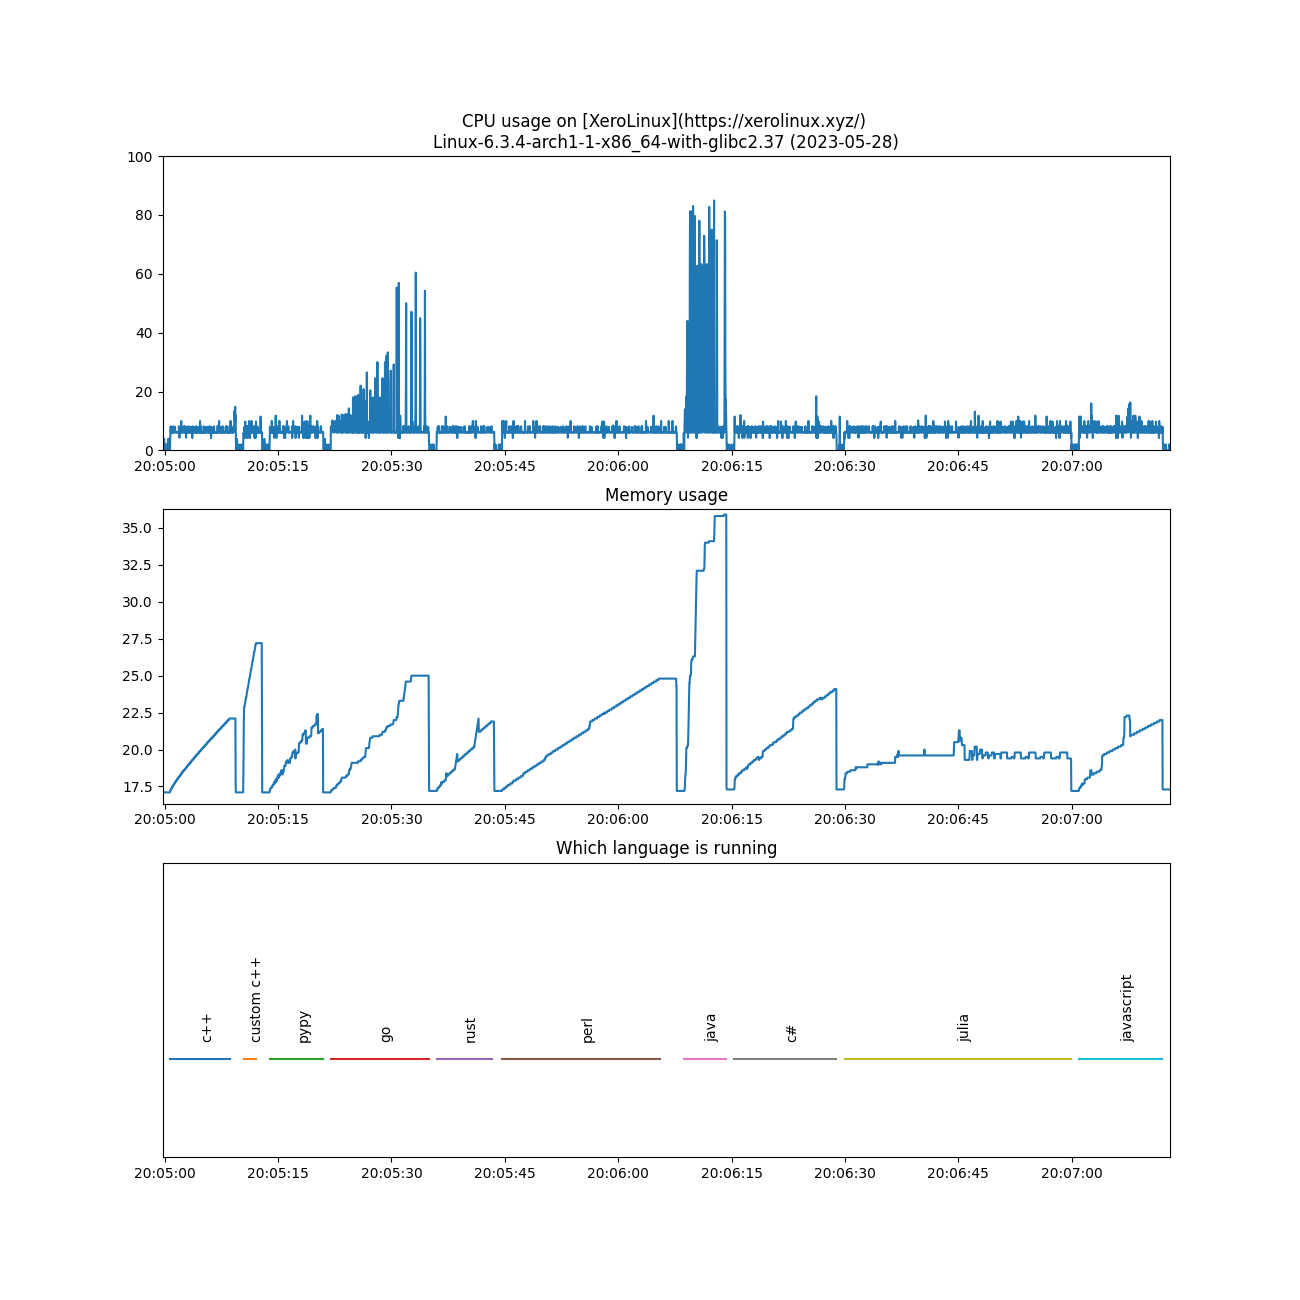 CPU usage on [XeroLinux](https://xerolinux.xyz/)
Linux-6.3.4-arch1-1-x86_64-with-glibc2.37 (2023-05-28)
100
80
60
40
20
0
20:05:00 20:05:15 20:05:30 20:05:45 20:06:00 20:06:15 20:06:30 20:06:45 20:07:00
Memory usage
35.0
32.5
30.0
27.5
25.0
22.5
20.0
17.5
20:05:00 20:05:15 20:05:30 20:05:45 20:06:00 20:06:15 20:06:30 20:06:45 20:07:00
Which language is running
c++
custom c++
pypy
go
rust
perl
java
c#
julia
javascript
20:05:00 20:05:15 20:05:30 20:05:45 20:06:00 20:06:15 20:06:30 20:06:45 20:07:00